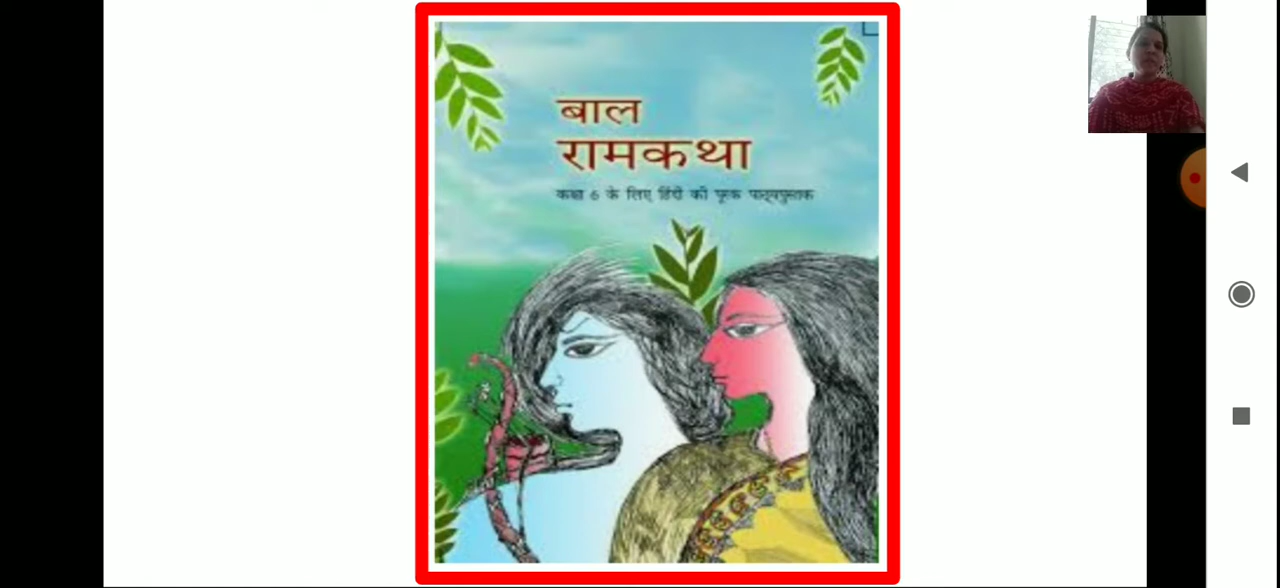 बाल
रामकथा
कक्षा 6 के लिए हिंदी की पूरक पाठ्यपुस्तक